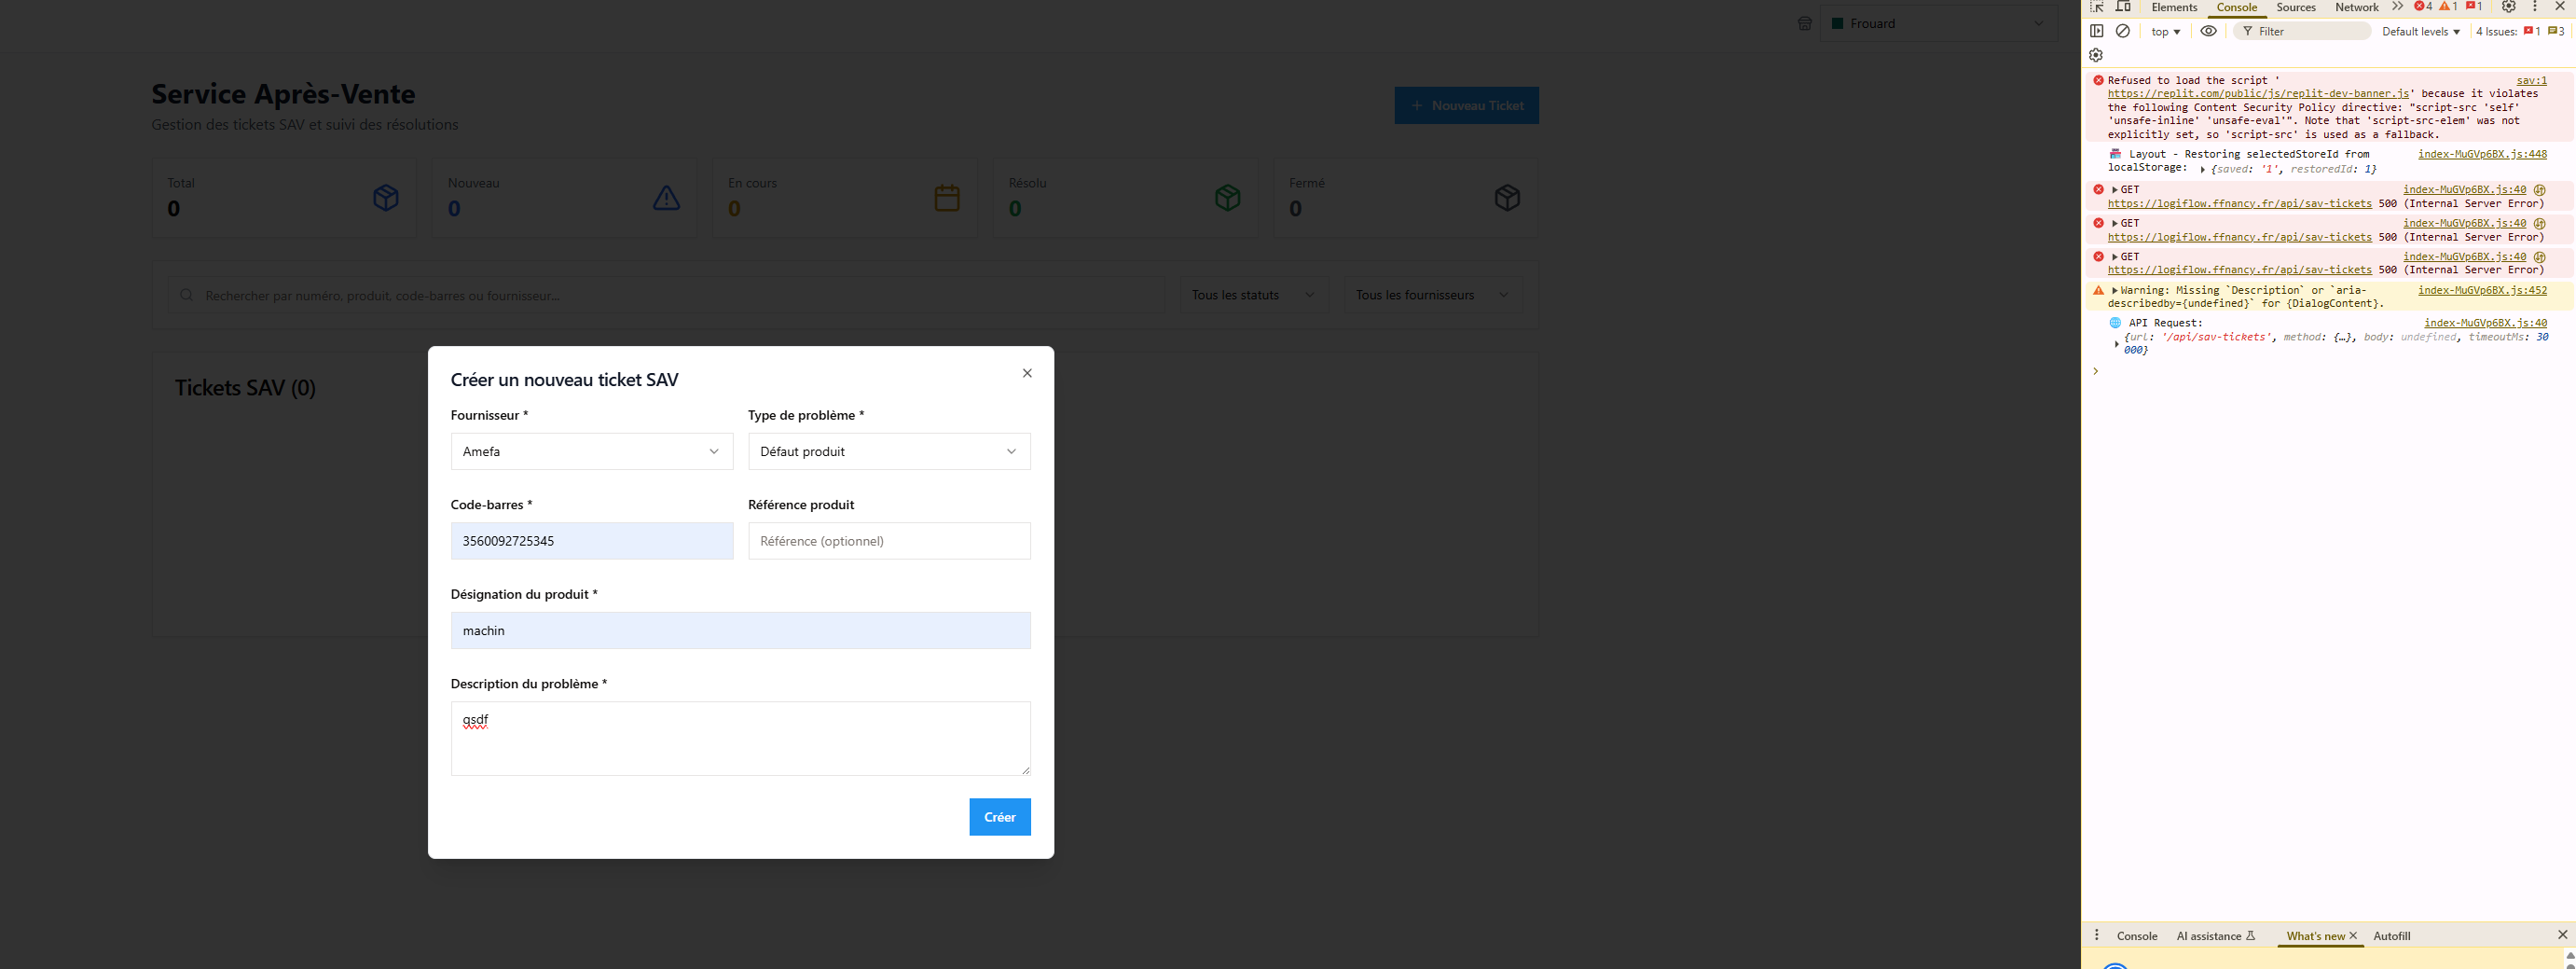 Frouard
Service Après-Vente
Gestion des tickets SAV et suivi des résolutions
+ Nouveau Ticket
Total
0
Nouveau
0
En cours
0
Résolu
0
Fermé
0
Rechercher par numéro, produit, code-barres ou fournisseur...
Tous les statuts
Tous les fournisseurs
Tickets SAV (0)
Créer un nouveau ticket SAV
Fournisseur *
Type de problème *
Amefa
Défaut produit
Code-barres *
Référence produit
3560092725345
Référence (optionnel)
Désignation du produit *
machin
Description du problème *
qsdf
Créer
Elements Console Sources Network 4 1 1
top Filter Default levels 4 Issues: 1 3
Refused to load the script ' sav:1
https://replit.com/public/js/replit-dev-banner.js' because it violates
the following Content Security Policy directive: "script-src 'self'
'unsafe-inline' 'unsafe-eval'". Note that 'script-src-elem' was not
explicitly set, so 'script-src' is used as a fallback.
Layout - Restoring selectedStoreId from index-MuGVp6BX.js:448
localStorage: {saved: '1', restoredId: 1}
GET index-MuGVp6BX.js:40
https://logiflow.ffnancy.fr/api/sav-tickets 500 (Internal Server Error)
GET index-MuGVp6BX.js:40
https://logiflow.ffnancy.fr/api/sav-tickets 500 (Internal Server Error)
GET index-MuGVp6BX.js:40
https://logiflow.ffnancy.fr/api/sav-tickets 500 (Internal Server Error)
Warning: Missing `Description` or `aria- index-MuGVp6BX.js:452
describedby={undefined}` for {DialogContent}.
API Request: index-MuGVp6BX.js:40
{url: '/api/sav-tickets', method: {…}, body: undefined, timeoutMs: 30
000}
Console AI assistance What's new Autofill